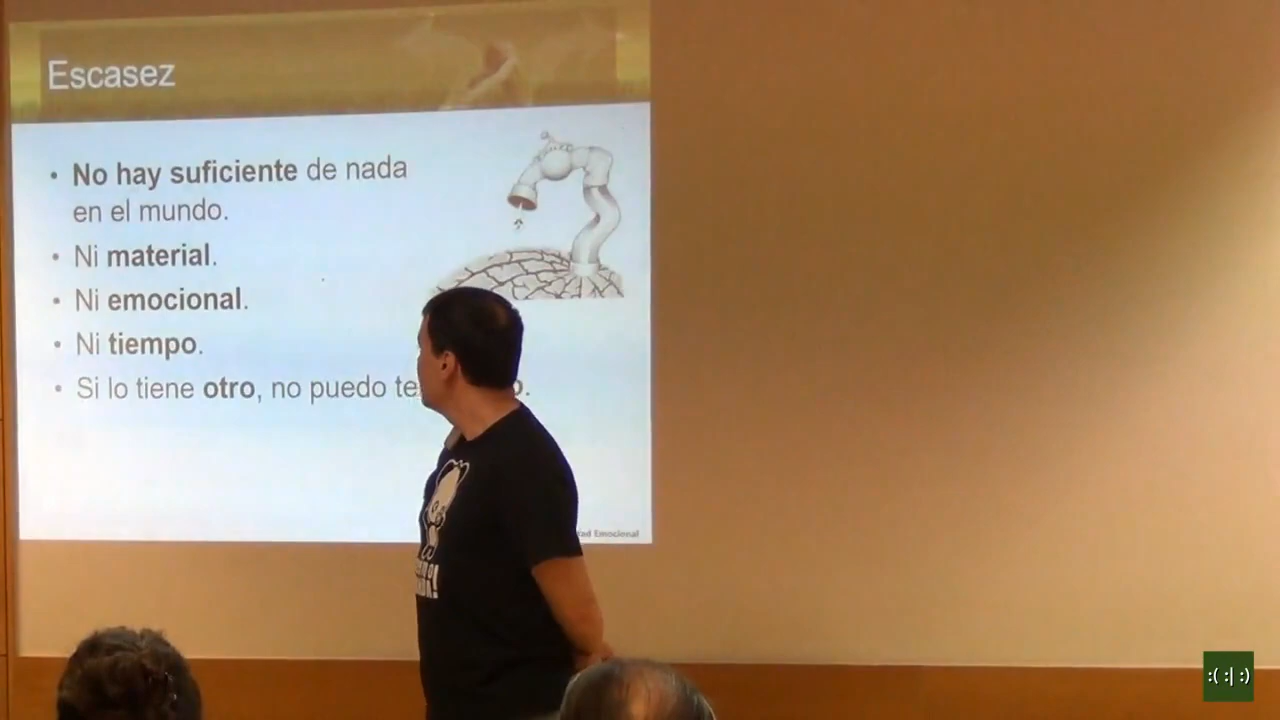 Escasez
• No hay suficiente de nada
en el mundo.
• Ni material.
• Ni emocional.
• Ni tiempo.
• Si lo tiene otro, no puedo
Emocional
:( :| :)